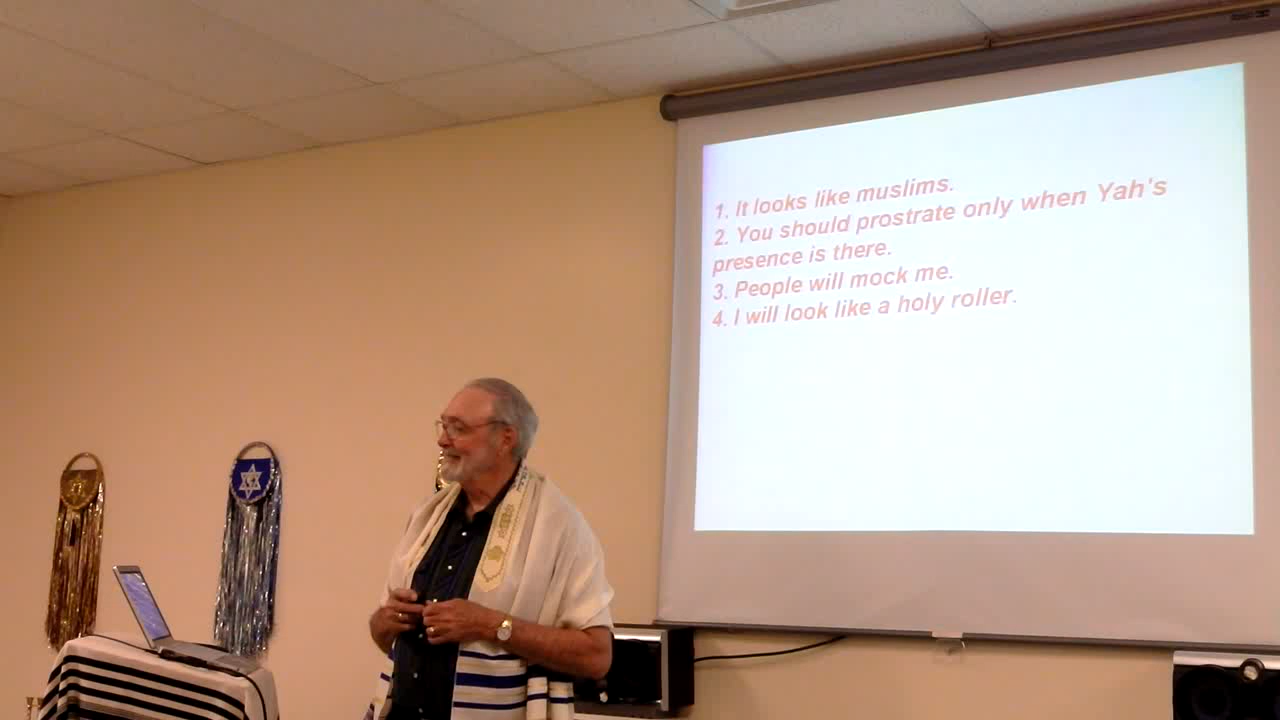 1. It looks like muslims.
2. You should prostrate only when Yah's
presence is there.
3. People will mock me.
4. I will look like a holy roller.